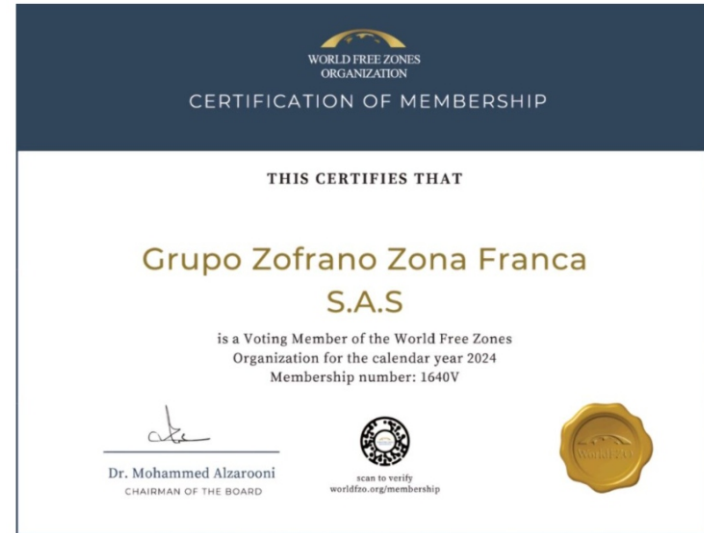 WORLD FREE ZONES
ORGANIZATION
CERTIFICATION OF MEMBERSHIP
THIS CERTIFIES THAT
Grupo Zofrano Zona Franca
S.A.S
is a Voting Member of the World Free Zones
Organization for the calendar year 2024
Membership number: 1640V
Dr. Mohammed Alzarooni
CHAIRMAN OF THE BOARD
scan to verify
worldfzo.org/membership
World FZO